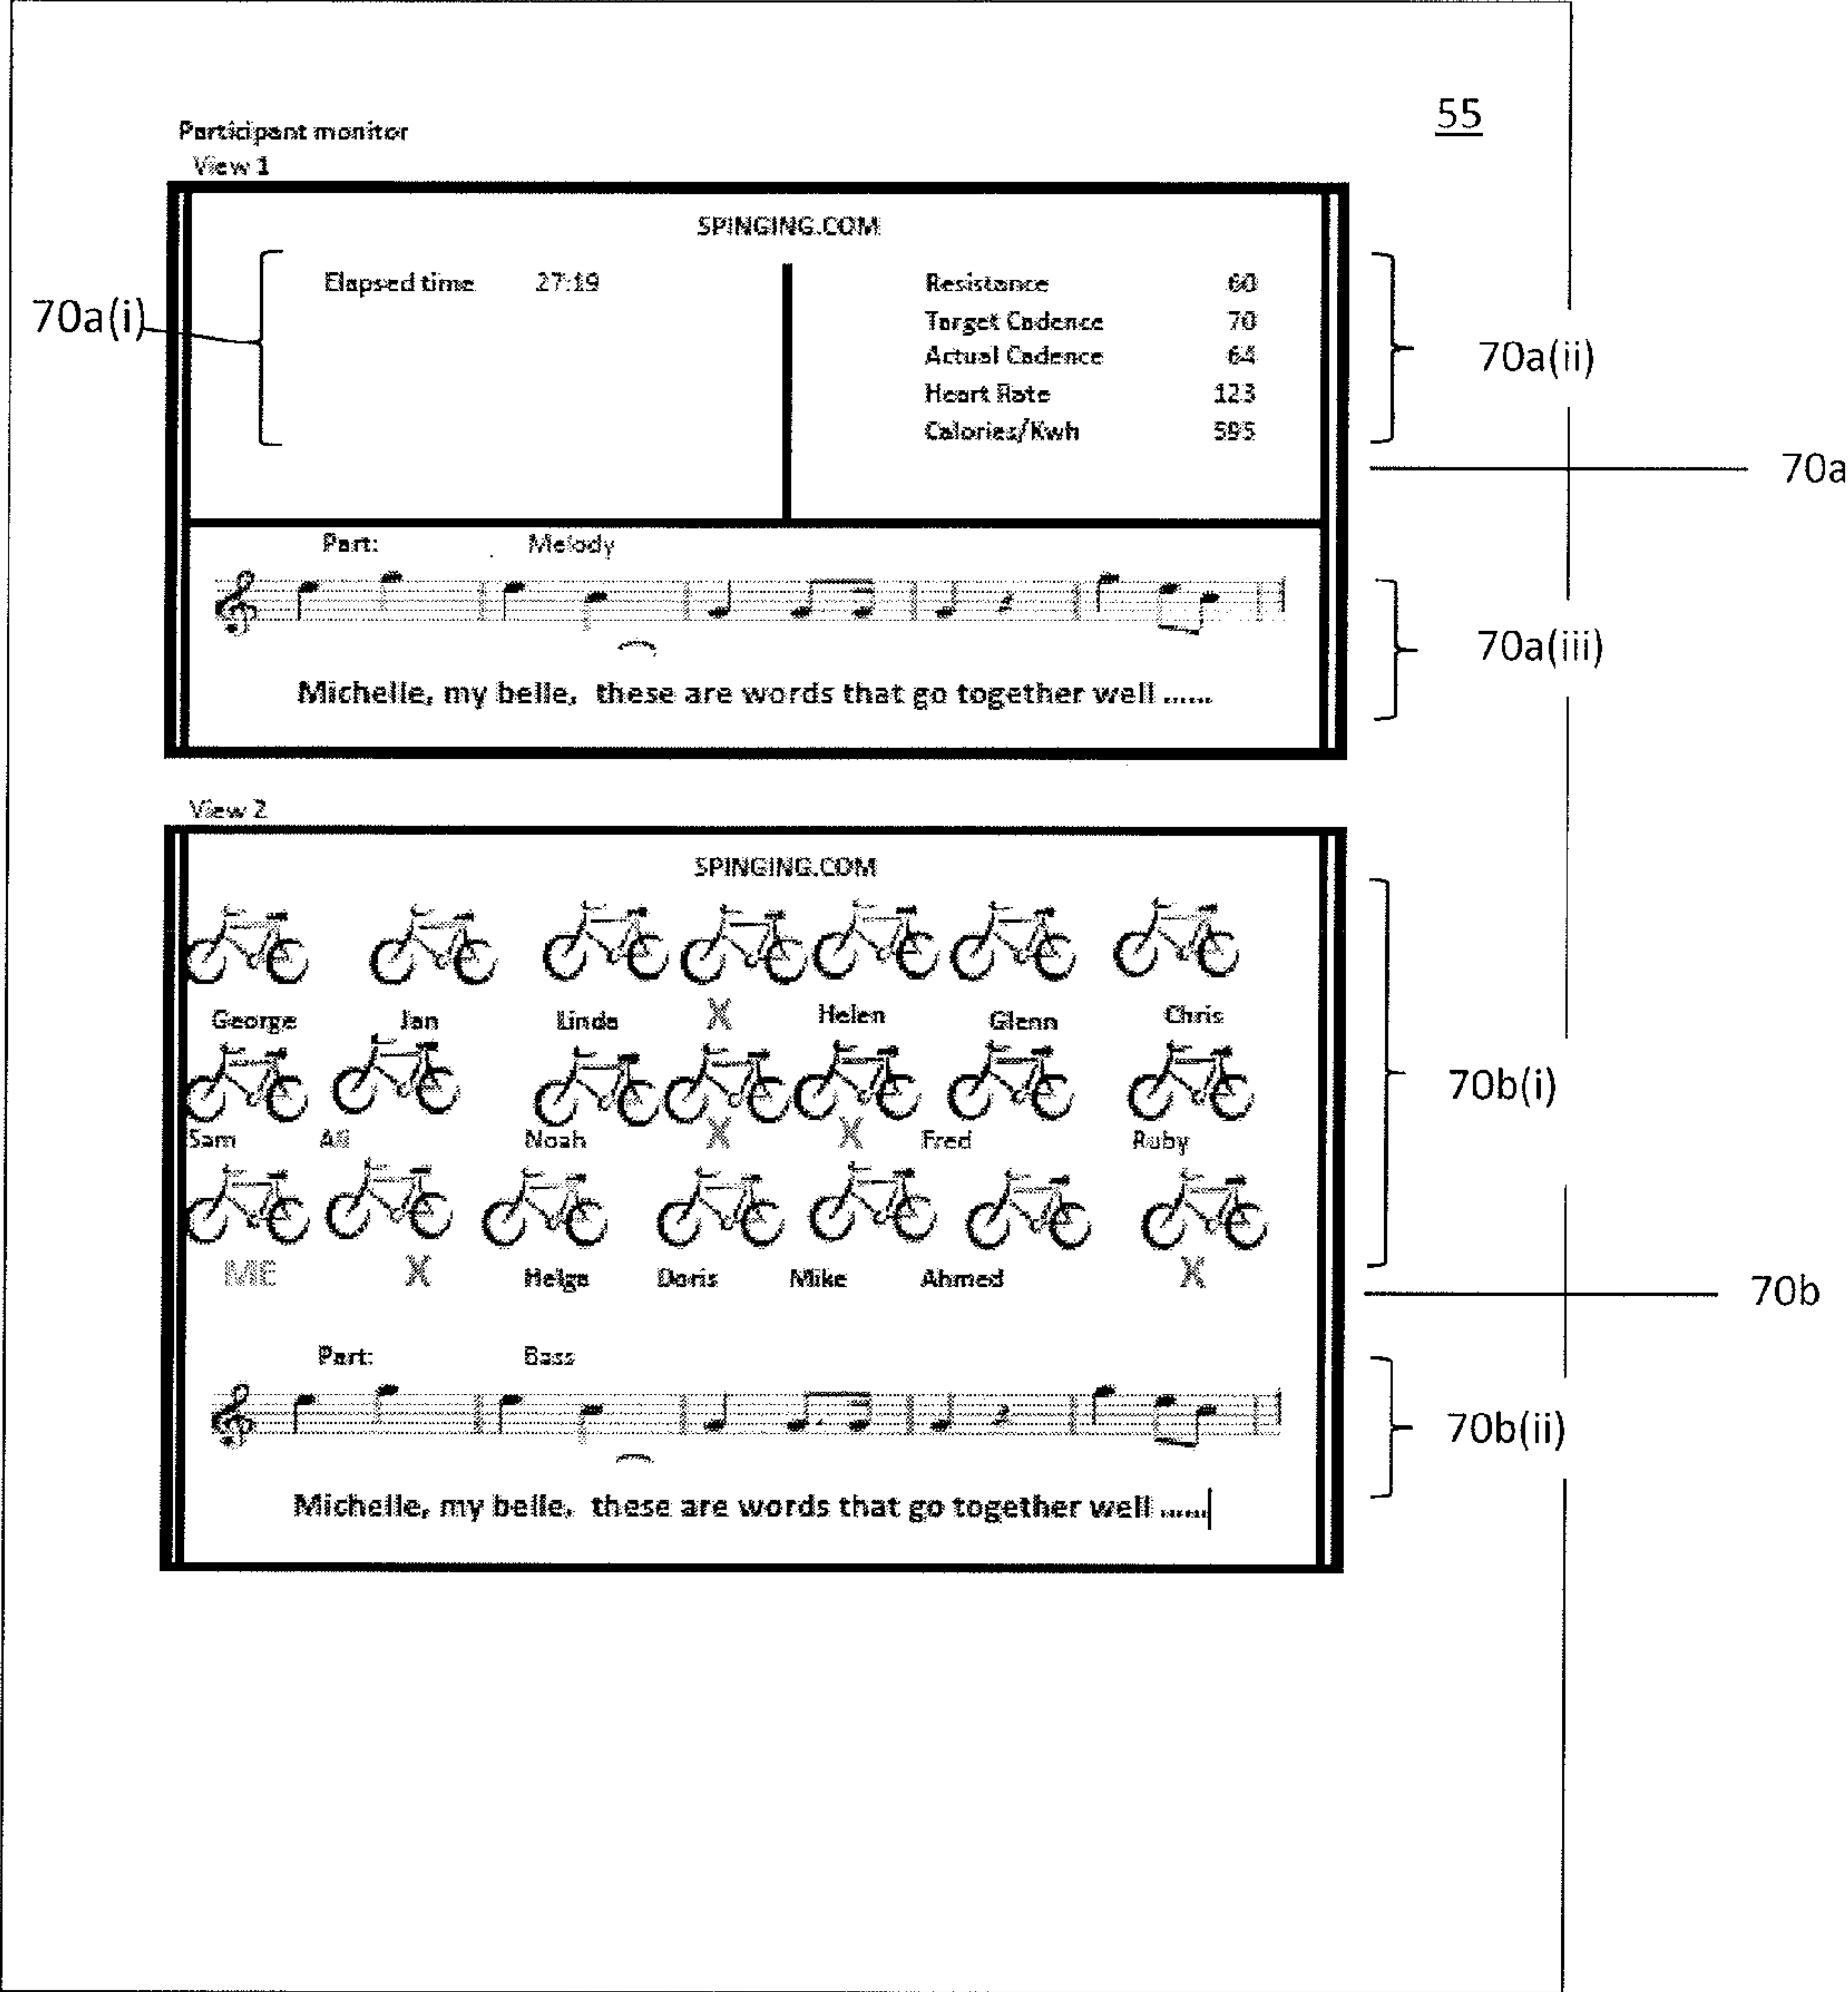 55
Participant monitor
View 1
SPINGING.COM
70a(i)
Elapsed time 27:19
Resistance 60
Target Cadence 70
Actual Cadence 64
Heart Rate 123
Calories/Kwh 595
70a(ii)
70a
Part: Melody
70a(iii)
Michelle, my belle, these are words that go together well ......
View 2
SPINGING.COM
George Jan Linda X Helen Glenn Chris
70b(i)
Sam Ali Noah X X Fred Ruby
ME X Helga Doris Mike Ahmed X
70b
Part: Bass
70b(ii)
Michelle, my belle, these are words that go together well ......